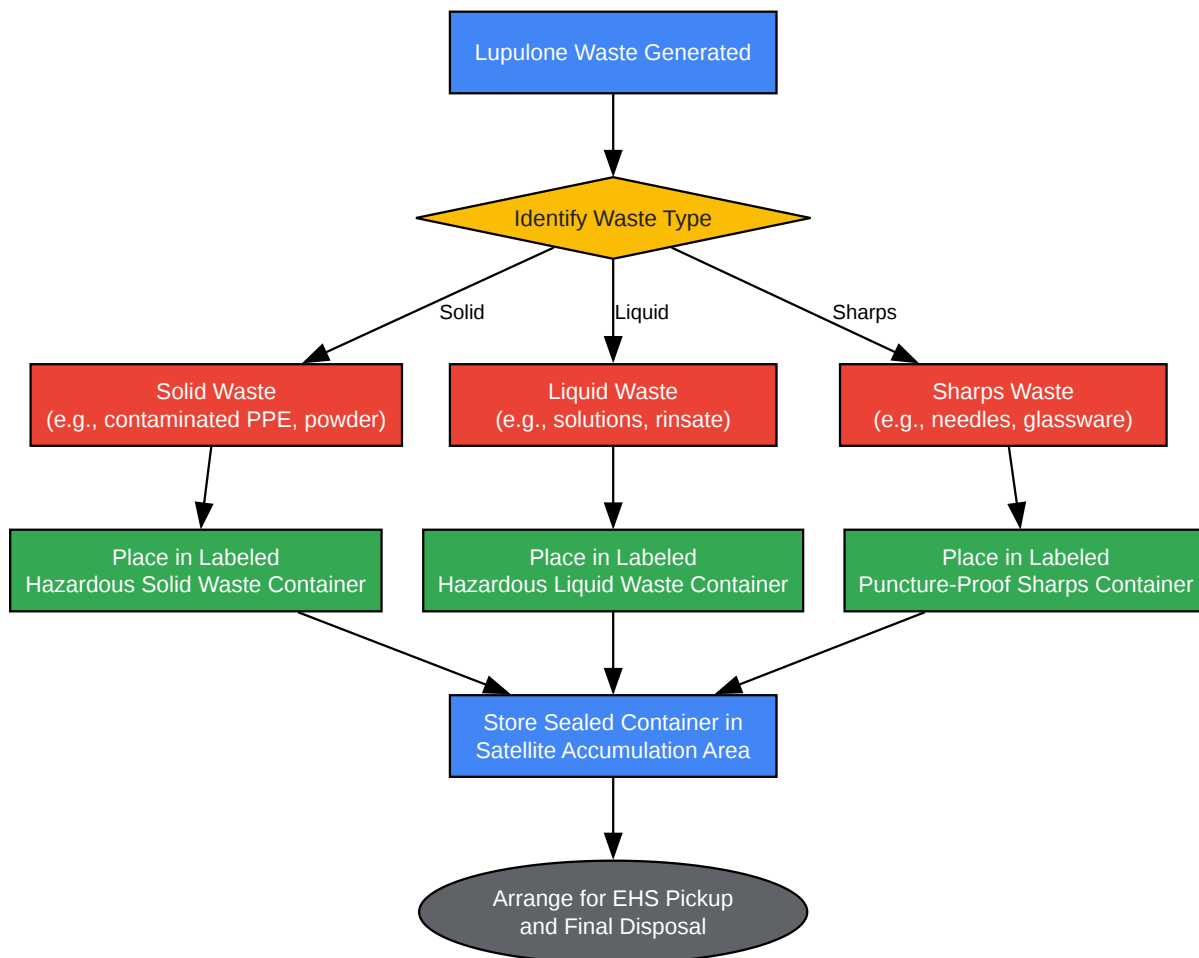 Lupulone Waste Generated
Identify Waste Type
Solid
Liquid
Sharps
Solid Waste
(e.g., contaminated PPE, powder)
Liquid Waste
(e.g., solutions, rinsate)
Sharps Waste
(e.g., needles, glassware)
Place in Labeled
Hazardous Solid Waste Container
Place in Labeled
Hazardous Liquid Waste Container
Place in Labeled
Puncture-Proof Sharps Container
Store Sealed Container in
Satellite Accumulation Area
Arrange for EHS Pickup
and Final Disposal